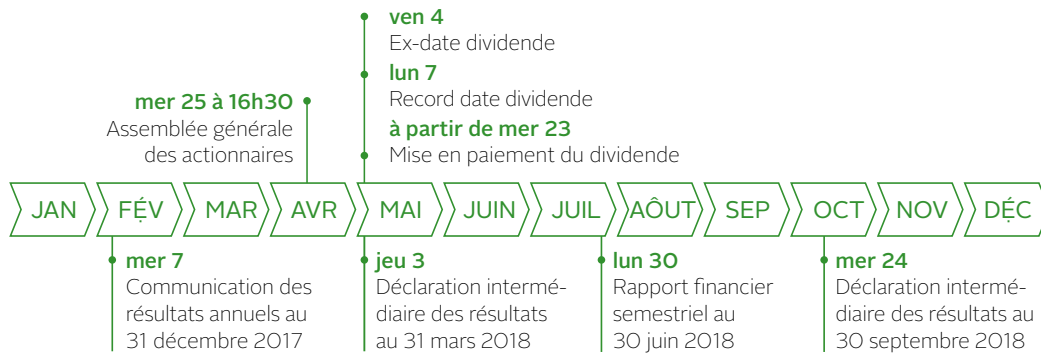 ven 4
Ex-date dividende
lun 7
Record date dividende
à partir de mer 23
Mise en paiement du dividende
mer 25 à 16h30
Assemblée générale
des actionnaires
JAN
FÉV
MAR
AVR
MAI
JUIN
JUIL
AÔUT
SEP
OCT
NOV
DÉC
mer 7
Communication des
résultats annuels au
31 décembre 2017
jeu 3
Déclaration intermé-
diaire des résultats
au 31 mars 2018
lun 30
Rapport financier
semestriel au
30 juin 2018
mer 24
Déclaration intermé-
diaire des résultats au
30 septembre 2018